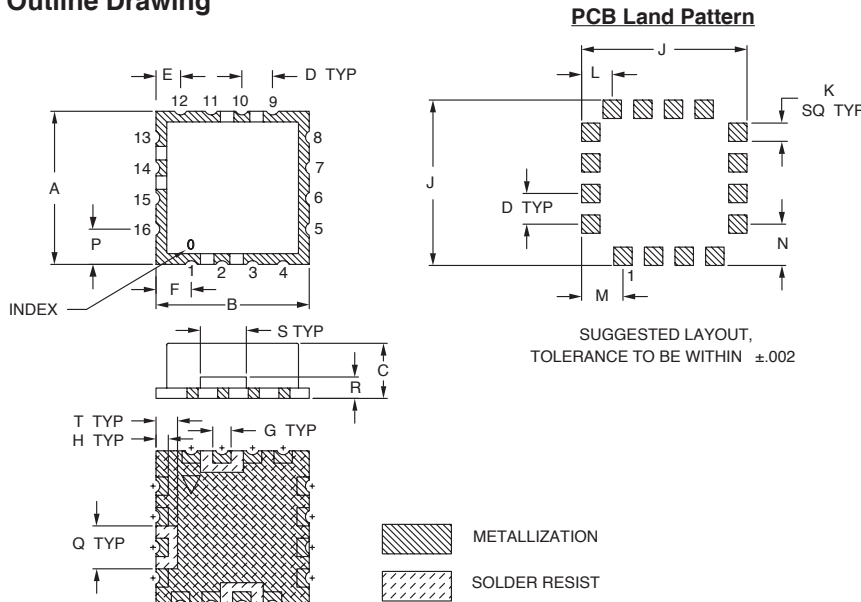 Outline Drawing
PCB Land Pattern
E
D TYP
12 11 10 9
13
14
15
16
8
7
6
5
A
P
0
1 2 3 4
F
B
INDEX
J
L
K
SQ TYP
J
D TYP
N
1
M
SUGGESTED LAYOUT,
TOLERANCE TO BE WITHIN ±.002
S TYP
C
R
T TYP
H TYP
G TYP
Q TYP
METALLIZATION
SOLDER RESIST